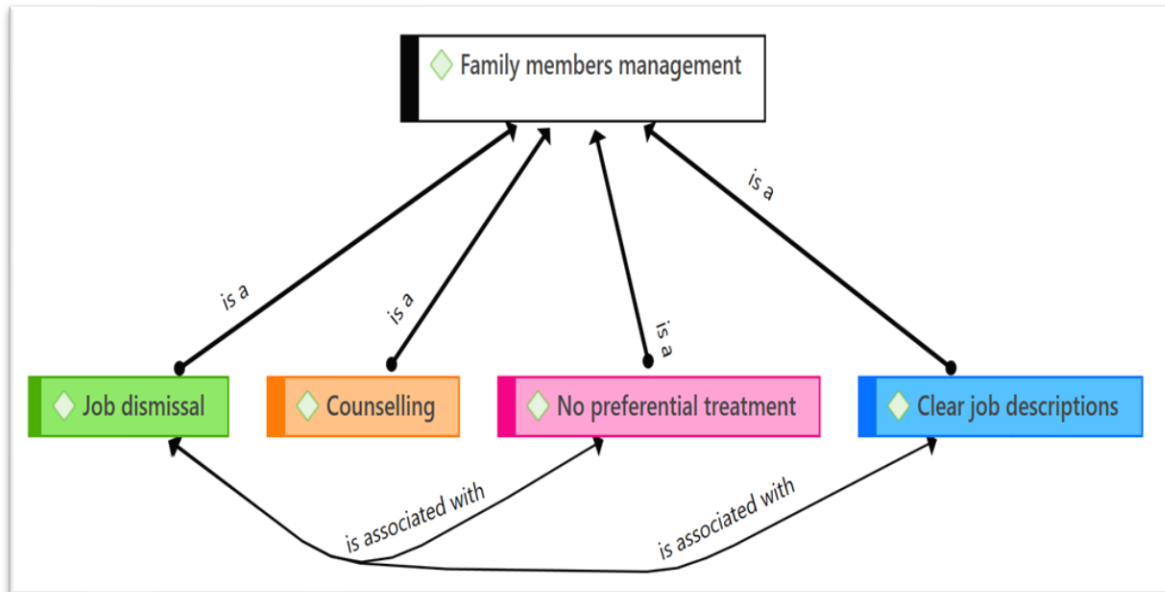 Family members management
is a
is a
is a
is a
Job dismissal
Counselling
No preferential treatment
Clear job descriptions
is associated with
is associated with